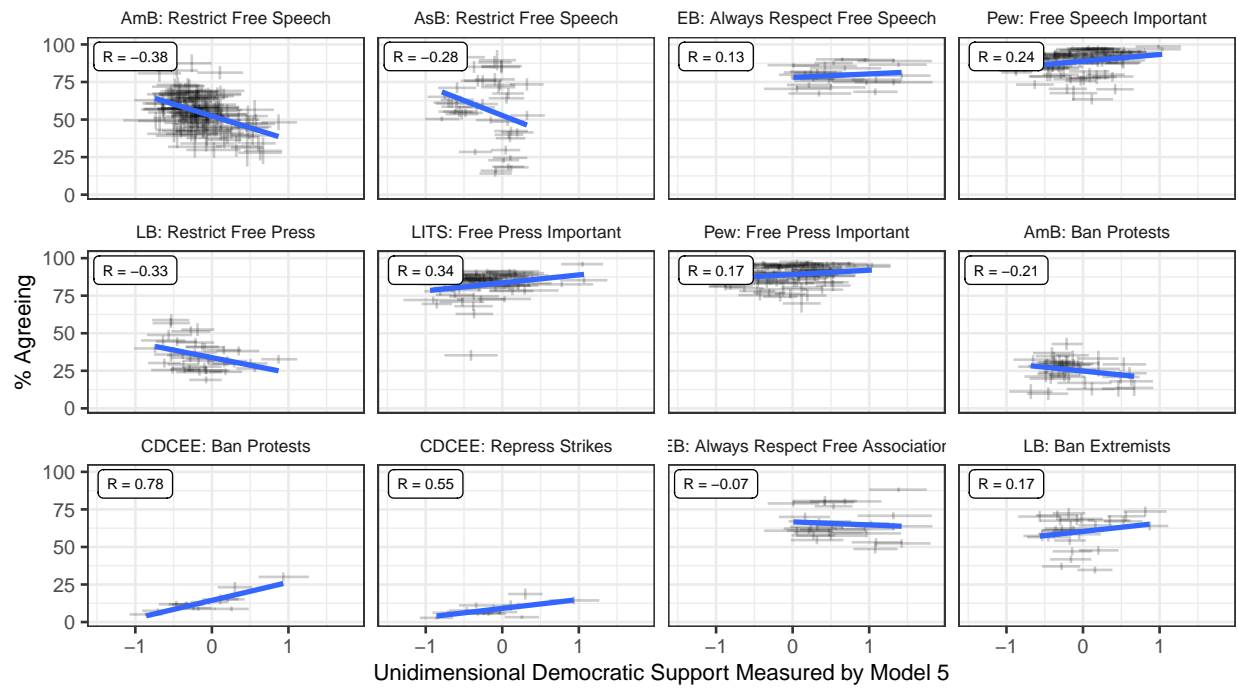 AmB: Restrict Free Speech
AsB: Restrict Free Speech
EB: Always Respect Free Speech
Pew: Free Speech Important
100
75
50
25
0
R = −0.38
R = −0.28
R = 0.13
R = 0.24
LB: Restrict Free Press
LITS: Free Press Important
Pew: Free Press Important
AmB: Ban Protests
100
75
50
25
0
R = −0.33
R = 0.34
R = 0.17
R = −0.21
% Agreeing
CDCEE: Ban Protests
CDCEE: Repress Strikes
EB: Always Respect Free Association
LB: Ban Extremists
100
75
50
25
0
R = 0.78
R = 0.55
R = −0.07
R = 0.17
−1 0 1
−1 0 1
−1 0 1
−1 0 1
Unidimensional Democratic Support Measured by Model 5